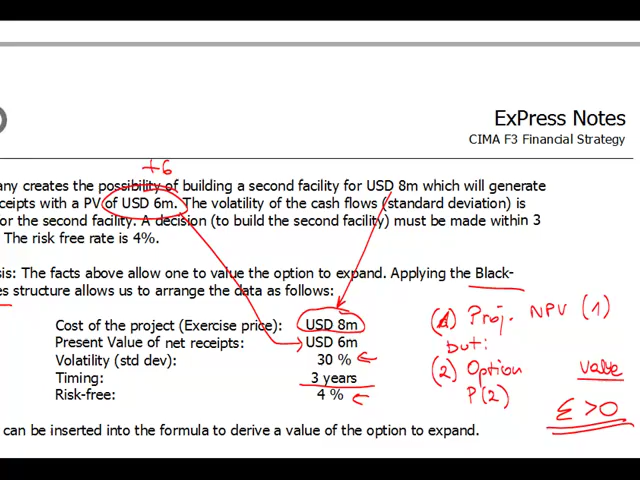 ExPress Notes
CIMA F3 Financial Strategy
+6
any creates the possibility of building a second facility for USD 8m which will generate
eceipts with a PV of USD 6m. The volatility of the cash flows (standard deviation) is
or the second facility. A decision (to build the second facility) must be made within 3
The risk free rate is 4%.
sis: The facts above allow one to value the option to expand. Applying the Black-
es structure allows us to arrange the data as follows:
Cost of the project (Exercise price): USD 8m
Present Value of net receipts: USD 6m
Volatility (std dev): 30 %
Timing: 3 years
Risk-free: 4 %
(1) Proj. NPV (1)
but:
(2) Option value
P(2)
Σ >0
can be inserted into the formula to derive a value of the option to expand.